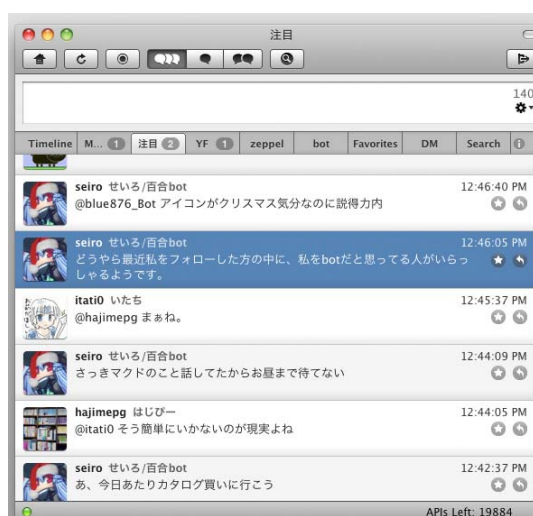 注目
140
Timeline M... 1 注目 2 YF 1 zeppel bot Favorites DM Search
seiro せいろ/百合bot 12:46:40 PM
@blue876_Bot アイコンがクリスマス気分なのに説得力内
seiro せいろ/百合bot 12:46:05 PM
どうやら最近私をフォローした方の中に、私をbotだと思ってる人がいらっ
しゃるようです。
itati0 いたち 12:45:37 PM
@hajimepg まぁね。
seiro せいろ/百合bot 12:44:09 PM
さっきマクドのこと話してたからお昼まで待てない
hajimepg はじぴー 12:44:05 PM
@itati0 そう簡単にいかないのが現実よね
seiro せいろ/百合bot 12:42:37 PM
あ、今日あたりカタログ買いに行こう
APIs Left: 19884